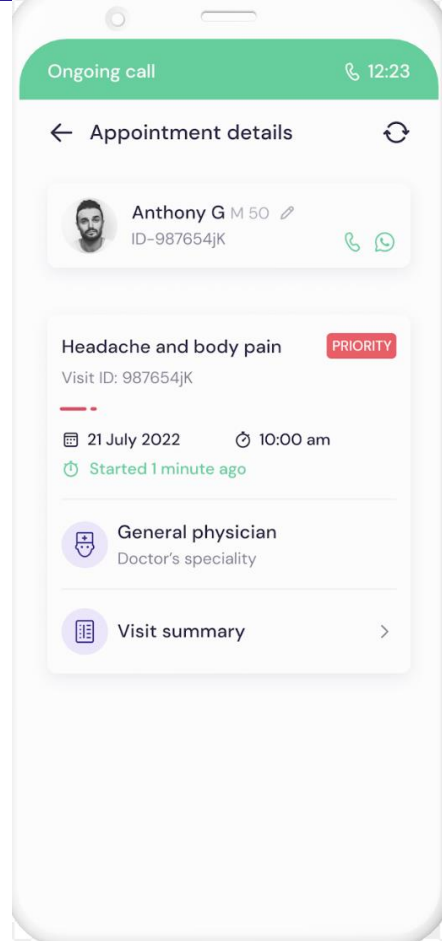 Ongoing call 12:23
Appointment details
Anthony G M 50
ID-987654jK
Headache and body pain PRIORITY
Visit ID: 987654jK
21 July 2022 10:00 am
Started 1 minute ago
General physician
Doctor's speciality
Visit summary